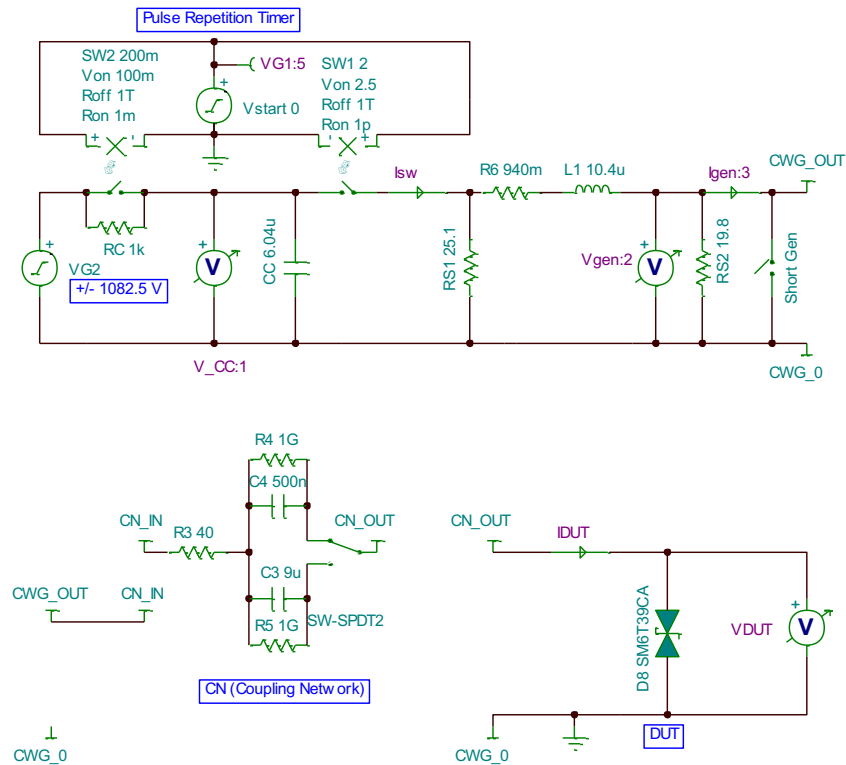 Pulse Repetition Timer
SW2 200m
Von 100m
Roff 1T
Ron 1m
VG1:5
Vstart 0
SW1 2
Von 2.5
Roff 1T
Ron 1p
Isw
R6 940m
L1 10.4u
Igen:3
CWG_OUT
RC 1k
VG2
+/- 1082.5 V
V
CC 6.04u
RS1 25.1
Vgen:2
V
RS2 19.8
Short Gen
V_CC:1
CWG_0
R4 1G
C4 500n
CN_IN
R3 40
CN_OUT
C3 9u
SW-SPDT2
R5 1G
CWG_OUT
CN_IN
CN (Coupling Network)
CWG_0
CN_OUT
IDUT
D8 SM6T39CA
VDUT
V
DUT
CWG_0